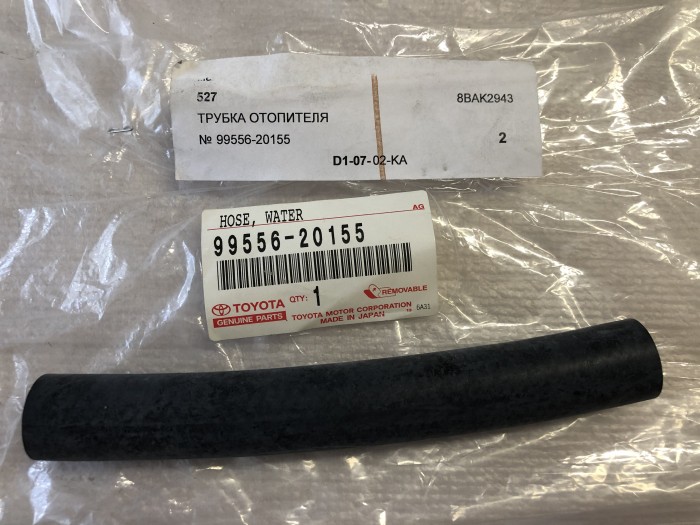 527
8BAK2943
ТРУБКА ОТОПИТЕЛЯ
№ 99556-20155
2
D1-07-02-KA
HOSE, WATER
AG
99556-20155
TOYOTA
GENUINE PARTS
QTY: 1
REMOVABLE
TOYOTA MOTOR CORPORATION
MADE IN JAPAN
6A31